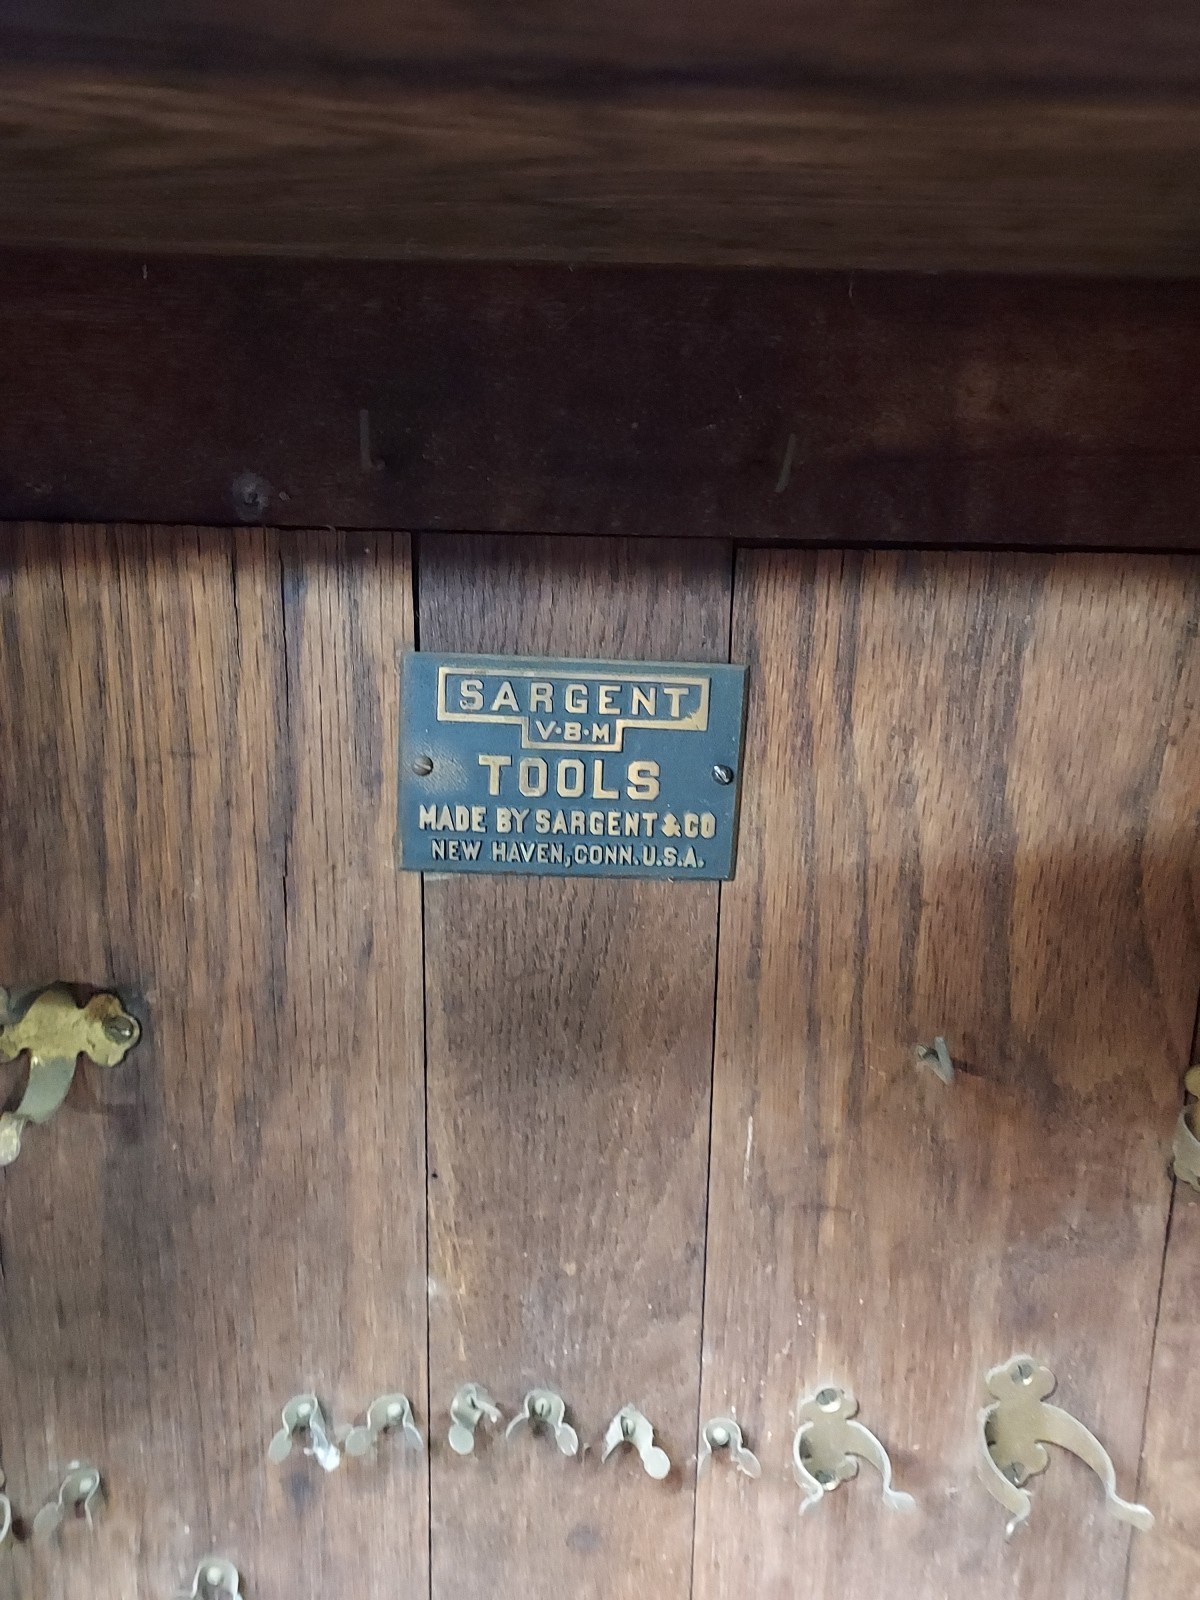 SARGENT
V·B·M
TOOLS
MADE BY SARGENT & CO
NEW HAVEN, CONN. U.S.A.